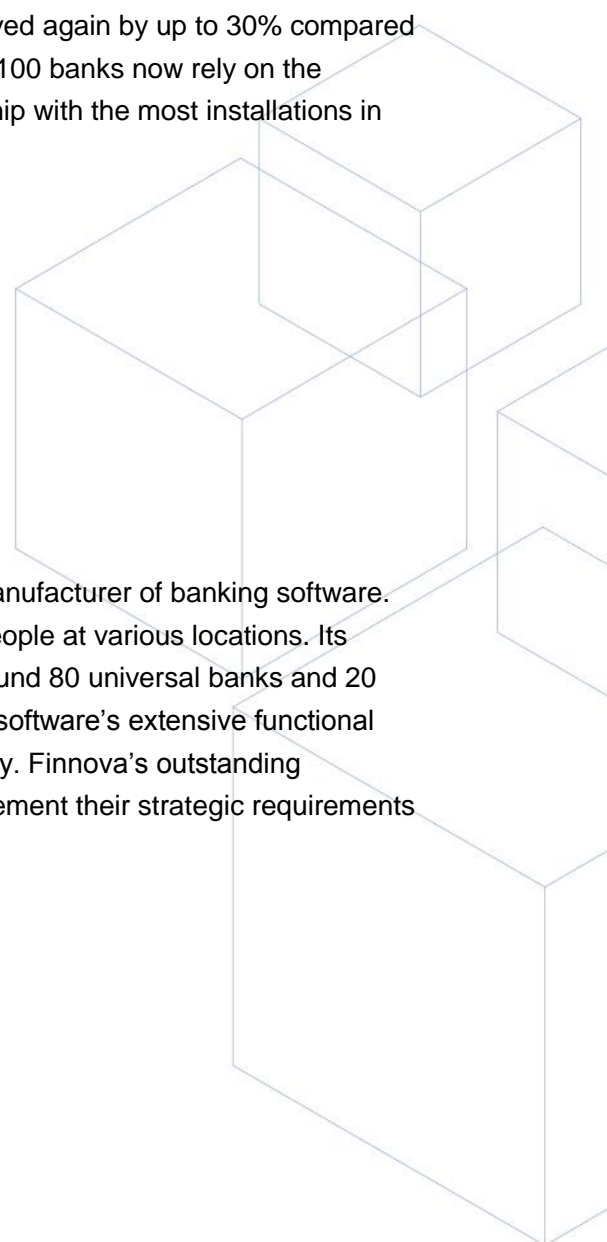 ved again by up to 30% compared
100 banks now rely on the
ip with the most installations in
anufacturer of banking software.
eople at various locations. Its
und 80 universal banks and 20
software’s extensive functional
y. Finnova’s outstanding
ement their strategic requirements